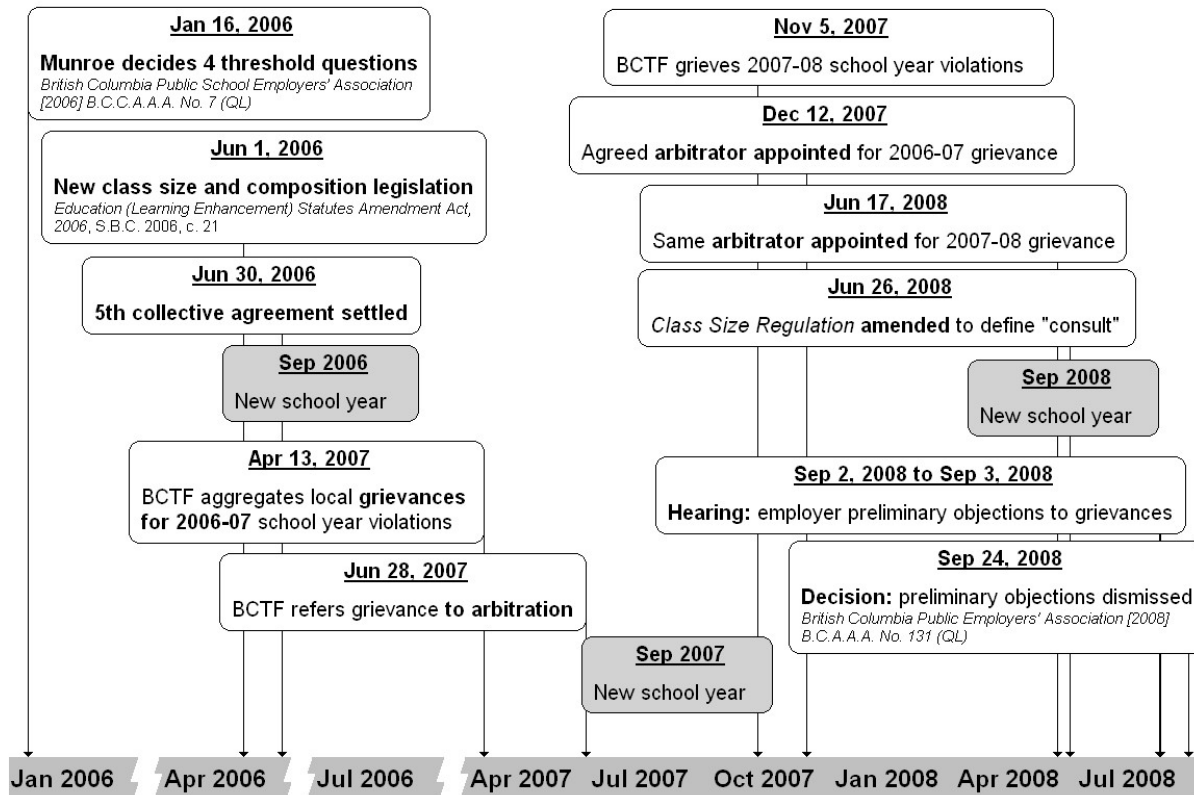 Jan 16, 2006
Munroe decides 4 threshold questions
British Columbia Public School Employers' Association
[2006] B.C.C.A.A.A. No. 7 (QL)
Jun 1, 2006
New class size and composition legislation
Education (Learning Enhancement) Statutes Amendment Act,
2006, S.B.C. 2006, c. 21
Jun 30, 2006
5th collective agreement settled
Sep 2006
New school year
Apr 13, 2007
BCTF aggregates local grievances
for 2006-07 school year violations
Jun 28, 2007
BCTF refers grievance to arbitration
Sep 2007
New school year
Nov 5, 2007
BCTF grieves 2007-08 school year violations
Dec 12, 2007
Agreed arbitrator appointed for 2006-07 grievance
Jun 17, 2008
Same arbitrator appointed for 2007-08 grievance
Jun 26, 2008
Class Size Regulation amended to define "consult"
Sep 2008
New school year
Sep 2, 2008 to Sep 3, 2008
Hearing: employer preliminary objections to grievances
Sep 24, 2008
Decision: preliminary objections dismissed
British Columbia Public Employers' Association [2008]
B.C.A.A.A. No. 131 (QL)
Jan 2006 Apr 2006 Jul 2006 Apr 2007 Jul 2007 Oct 2007 Jan 2008 Apr 2008 Jul 2008